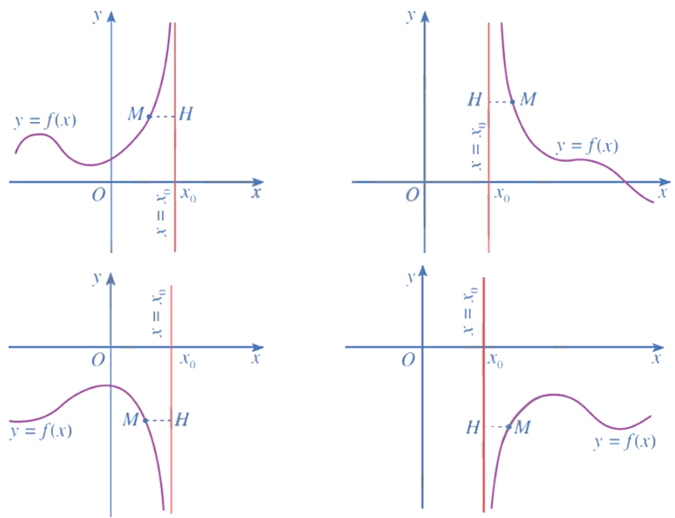 y
M H
y = f(x)
x = x₀
O x₀ x
y
H M
x = x₀
y = f(x)
O x₀ x
y
x = x₀
O x₀ x
M H
y = f(x)
y
x = x₀
O x₀ x
H M
y = f(x)